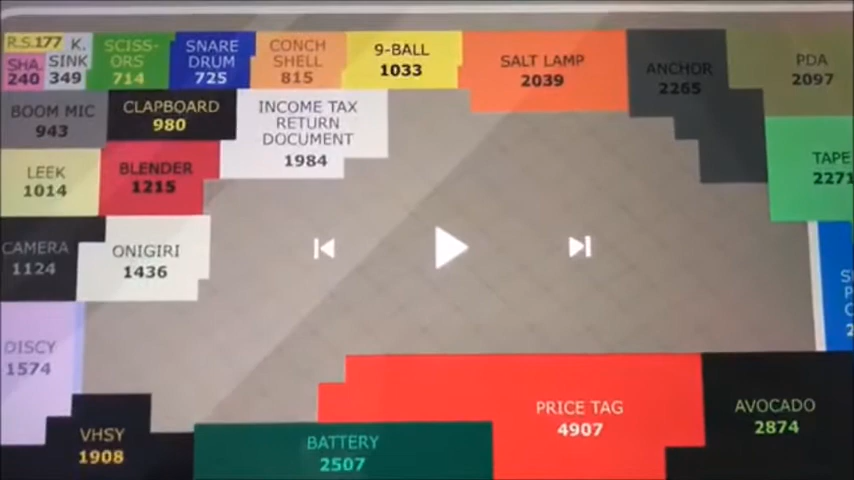 R.S.177
SHA.
240
K.
SINK
349
SCISS-
ORS
714
SNARE
DRUM
725
CONCH
SHELL
815
9-BALL
1033
SALT LAMP
2039
ANCHOR
2265
PDA
2097
BOOM MIC
943
CLAPBOARD
980
INCOME TAX
RETURN
DOCUMENT
1984
TAPE
2271
LEEK
1014
BLENDER
1215
CAMERA
1124
ONIGIRI
1436
DISCY
1574
PRICE TAG
4907
AVOCADO
2874
VHSY
1908
BATTERY
2507